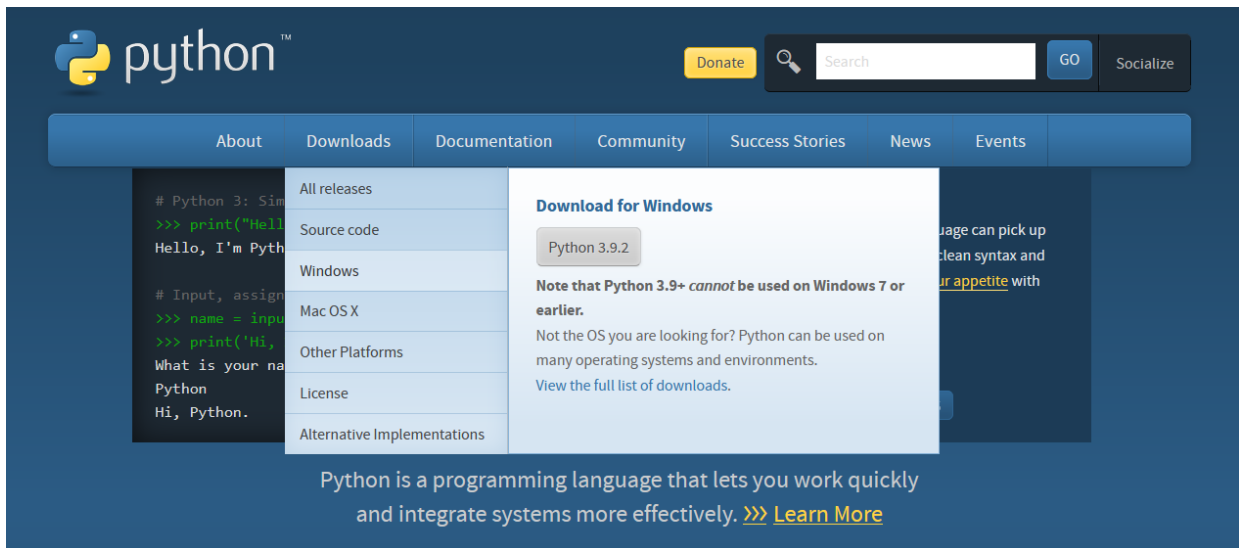 python™
Donate
Search
GO
Socialize
About
Downloads
Documentation
Community
Success Stories
News
Events
# Python 3: Sim
>>> print("Hell
Hello, I'm Pyth
# Input, assign
>>> name = inpu
>>> print('Hi,
What is your na
Python
Hi, Python.
All releases
Source code
Windows
Mac OS X
Other Platforms
License
Alternative Implementations
Download for Windows
Python 3.9.2
Note that Python 3.9+ cannot be used on Windows 7 or
earlier.
Not the OS you are looking for? Python can be used on
many operating systems and environments.
View the full list of downloads.
uage can pick up
clean syntax and
ur appetite with
Python is a programming language that lets you work quickly
and integrate systems more effectively. >>> Learn More